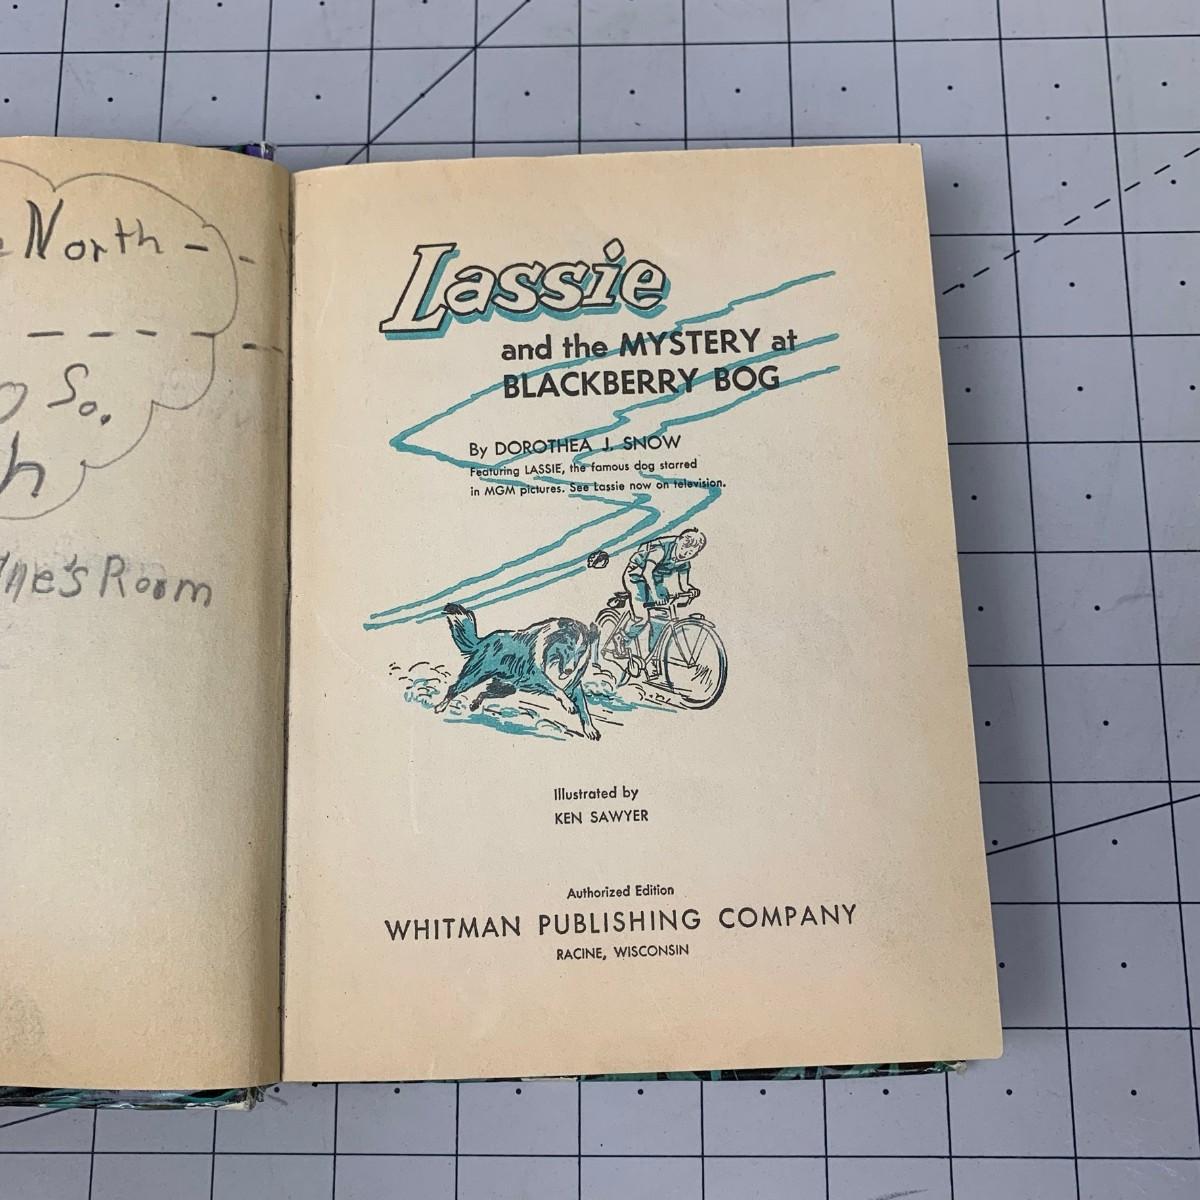 North
So.
h
ne's Room
Lassie
and the MYSTERY at
BLACKBERRY BOG
By DOROTHEA J. SNOW
Featuring LASSIE, the famous dog starred
in MGM pictures. See Lassie now on television.
Illustrated by
KEN SAWYER
Authorized Edition
WHITMAN PUBLISHING COMPANY
RACINE, WISCONSIN